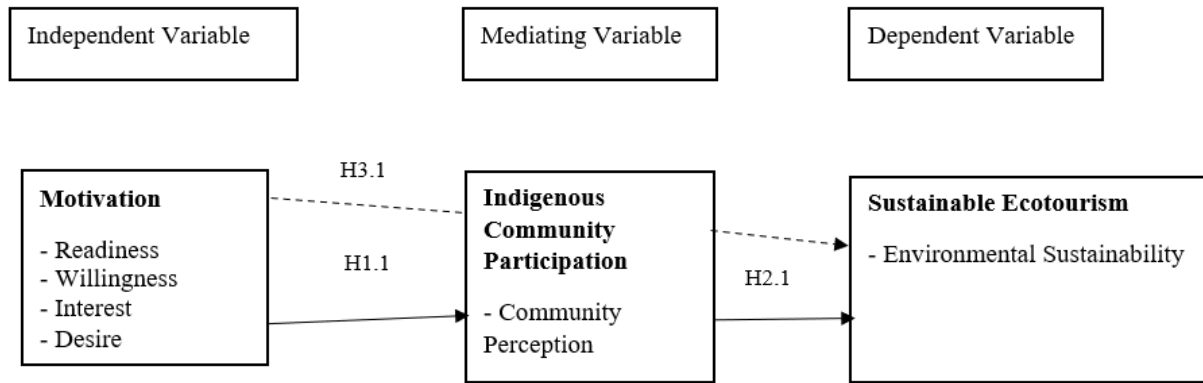 Independent Variable
Mediating Variable
Dependent Variable
H3.1
Motivation
- Readiness
- Willingness
- Interest
- Desire
H1.1
Indigenous
Community
Participation
- Community
Perception
H2.1
Sustainable Ecotourism
- Environmental Sustainability